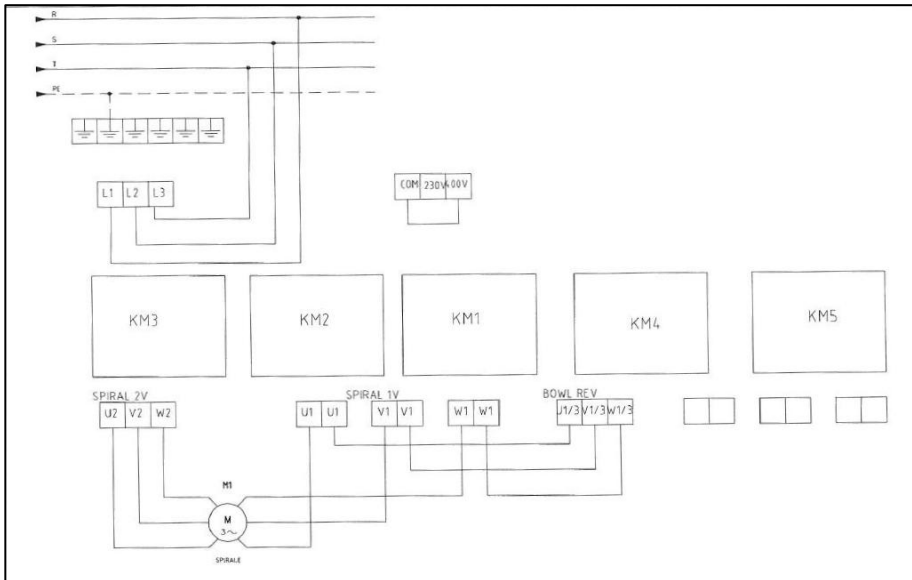 R
S
T
PE
L1 L2 L3
COM 230V 400V
KM3 KM2 KM1 KM4 KM5
SPIRAL 2V SPIRAL 1V BOWL REV
U2 V2 W2 U1 U1 V1 V1 W1 W1 U1/3 V1/3 W1/3
M1
M
3~
SPIRALE